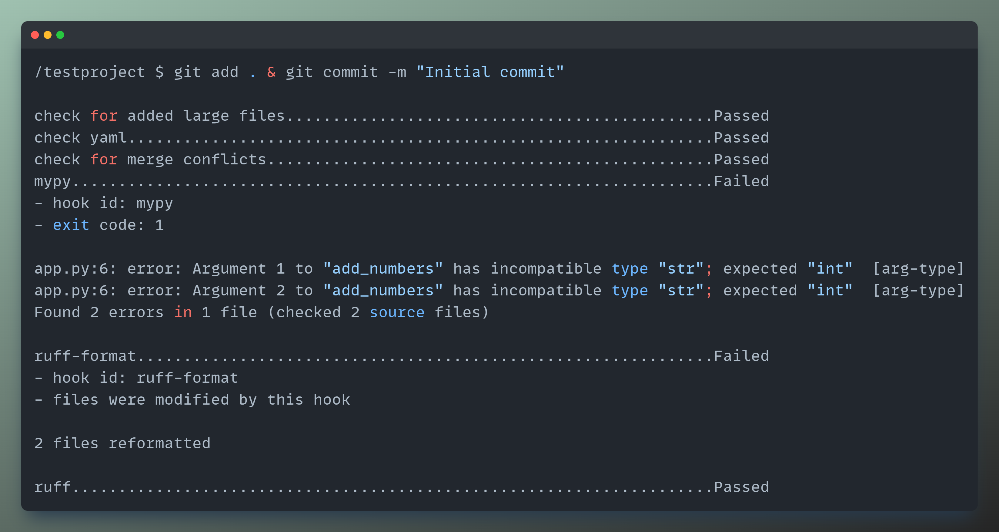 /testproject $ git add . & git commit -m "Initial commit"
check for added large files..............................................Passed
check yaml...............................................................Passed
check for merge conflicts................................................Passed
mypy.....................................................................Failed
- hook id: mypy
- exit code: 1
app.py:6: error: Argument 1 to "add_numbers" has incompatible type "str"; expected "int"  [arg-type]
app.py:6: error: Argument 2 to "add_numbers" has incompatible type "str"; expected "int"  [arg-type]
Found 2 errors in 1 file (checked 2 source files)
ruff-format..............................................................Failed
- hook id: ruff-format
- files were modified by this hook
2 files reformatted
ruff.....................................................................Passed